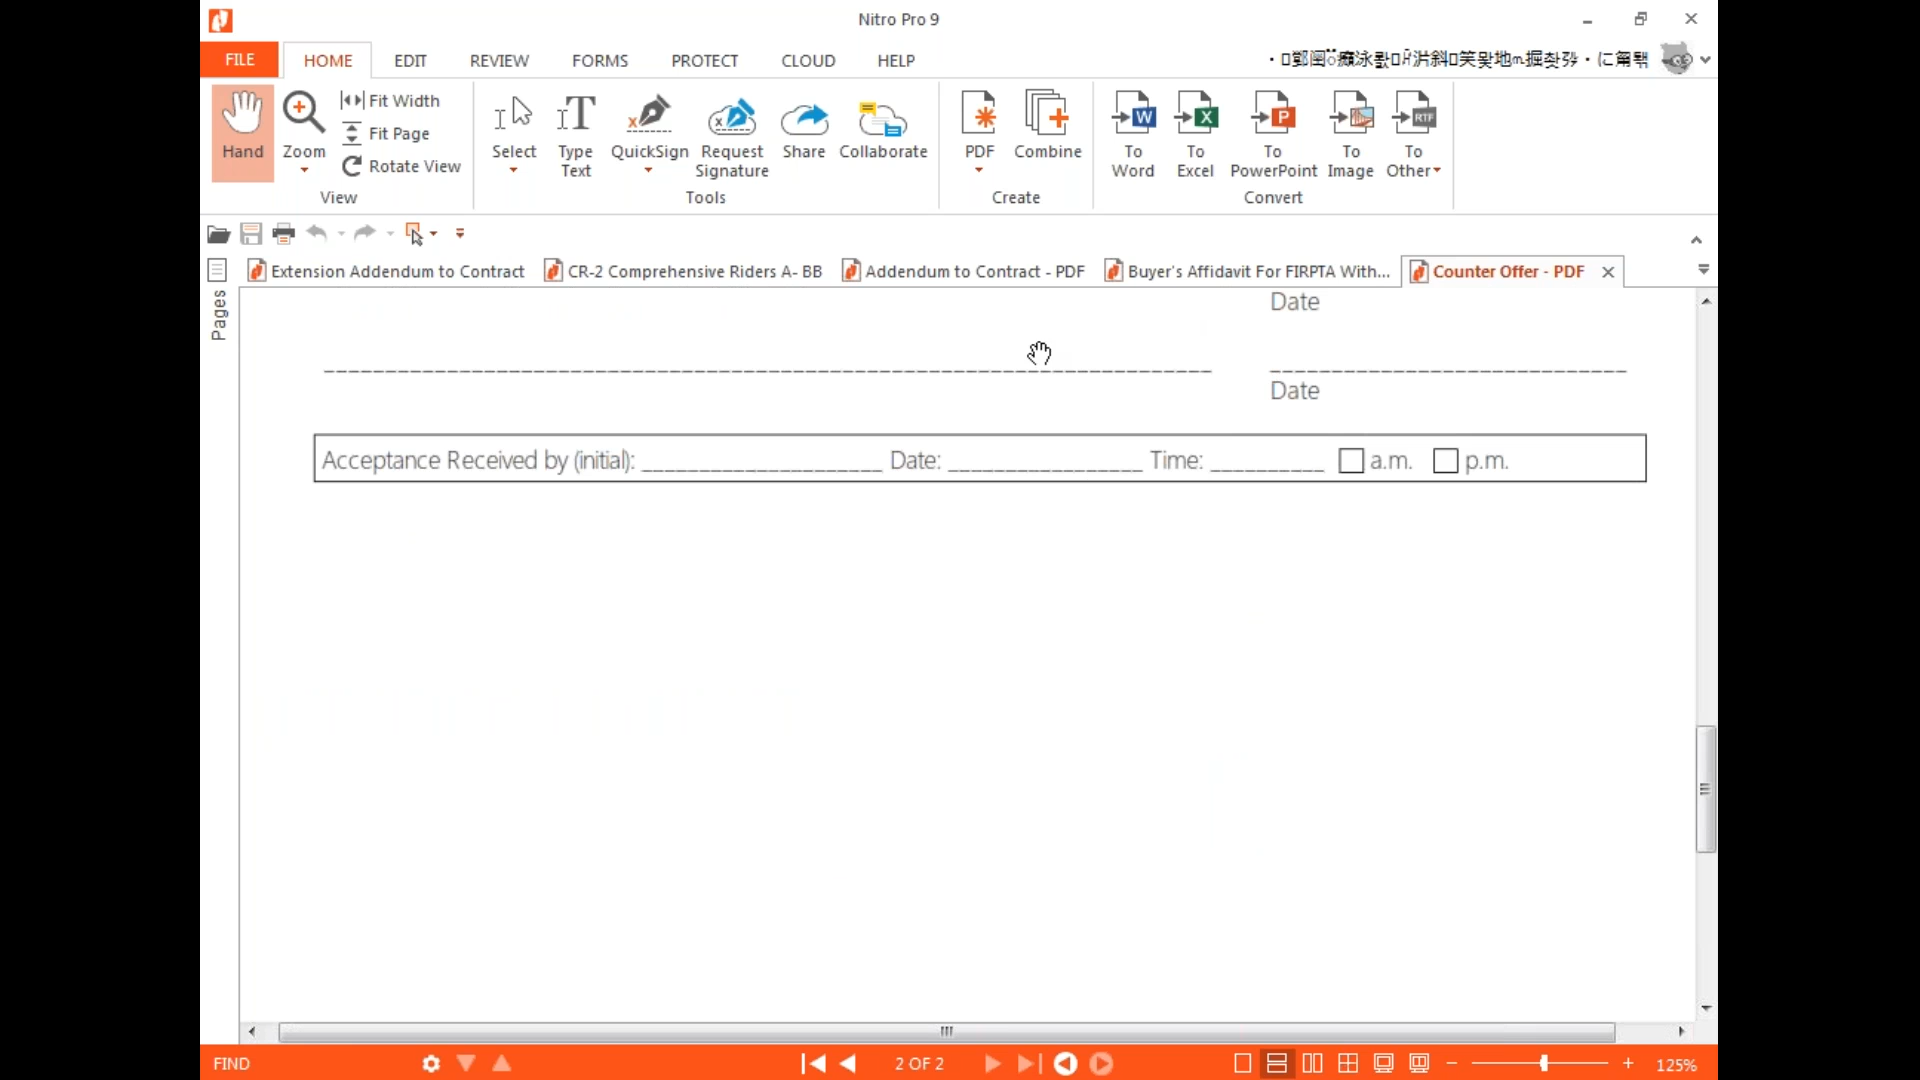 Nitro Pro 9
FILE HOME EDIT REVIEW FORMS PROTECT CLOUD HELP
Hand
Zoom
Fit Width
Fit Page
Rotate View
View
Select
Type Text
QuickSign
Request Signature
Share
Collaborate
Tools
PDF
Combine
Create
To Word
To Excel
To PowerPoint
To Image
To Other
Convert
Extension Addendum to Contract CR-2 Comprehensive Riders A- BB Addendum to Contract - PDF Buyer's Affidavit For FIRPTA With... Counter Offer - PDF
Pages
Date
Date
Acceptance Received by (initial): ____________________ Date: ________________ Time: _________ a.m. p.m.
FIND 2 OF 2 125%